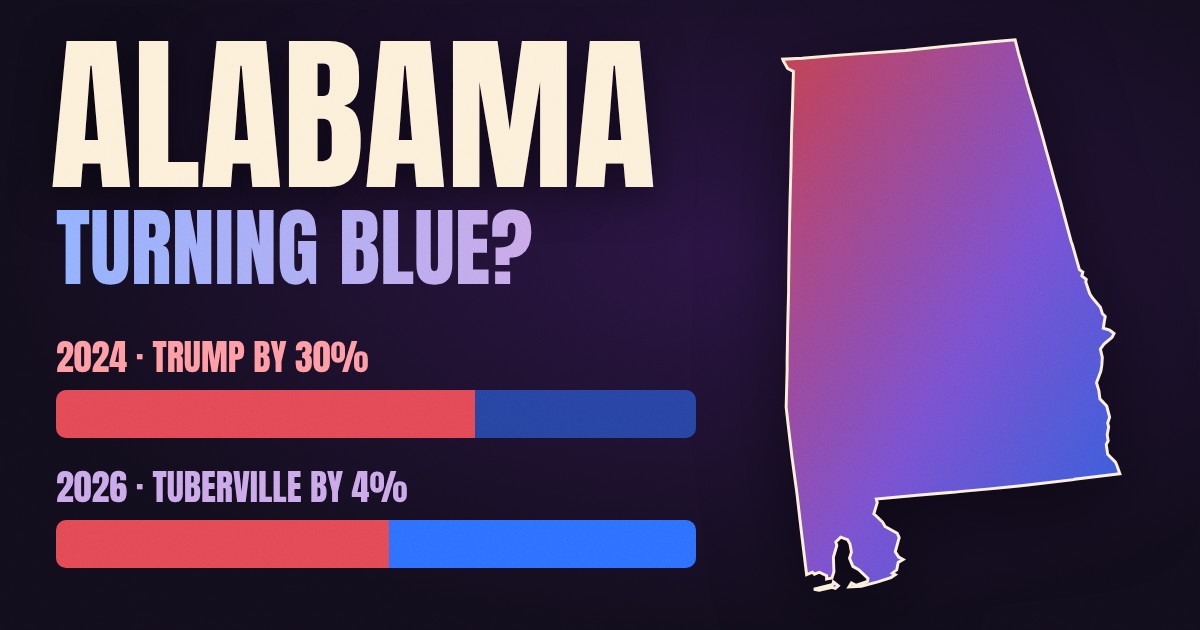 ALABAMA
TURNING BLUE?
2024 · TRUMP BY 30%
2026 · TUBERVILLE BY 4%